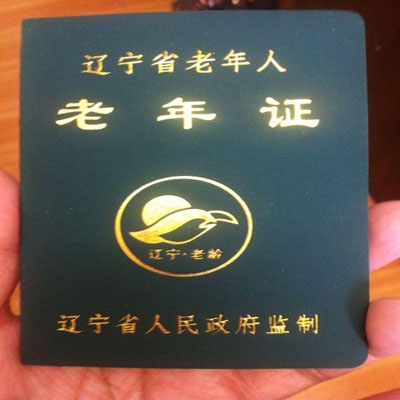 辽宁省老年人
老年证
辽宁·老龄
辽宁省人民政府监制